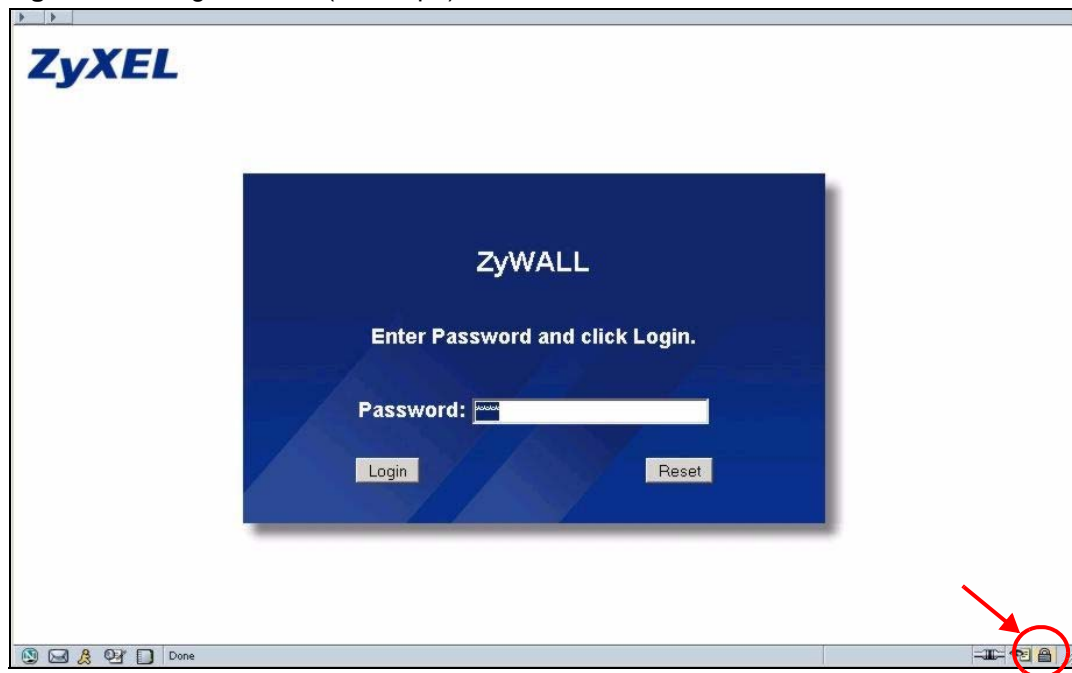 ZyXEL
ZyWALL
Enter Password and click Login.
Password: ****
Login Reset
Done